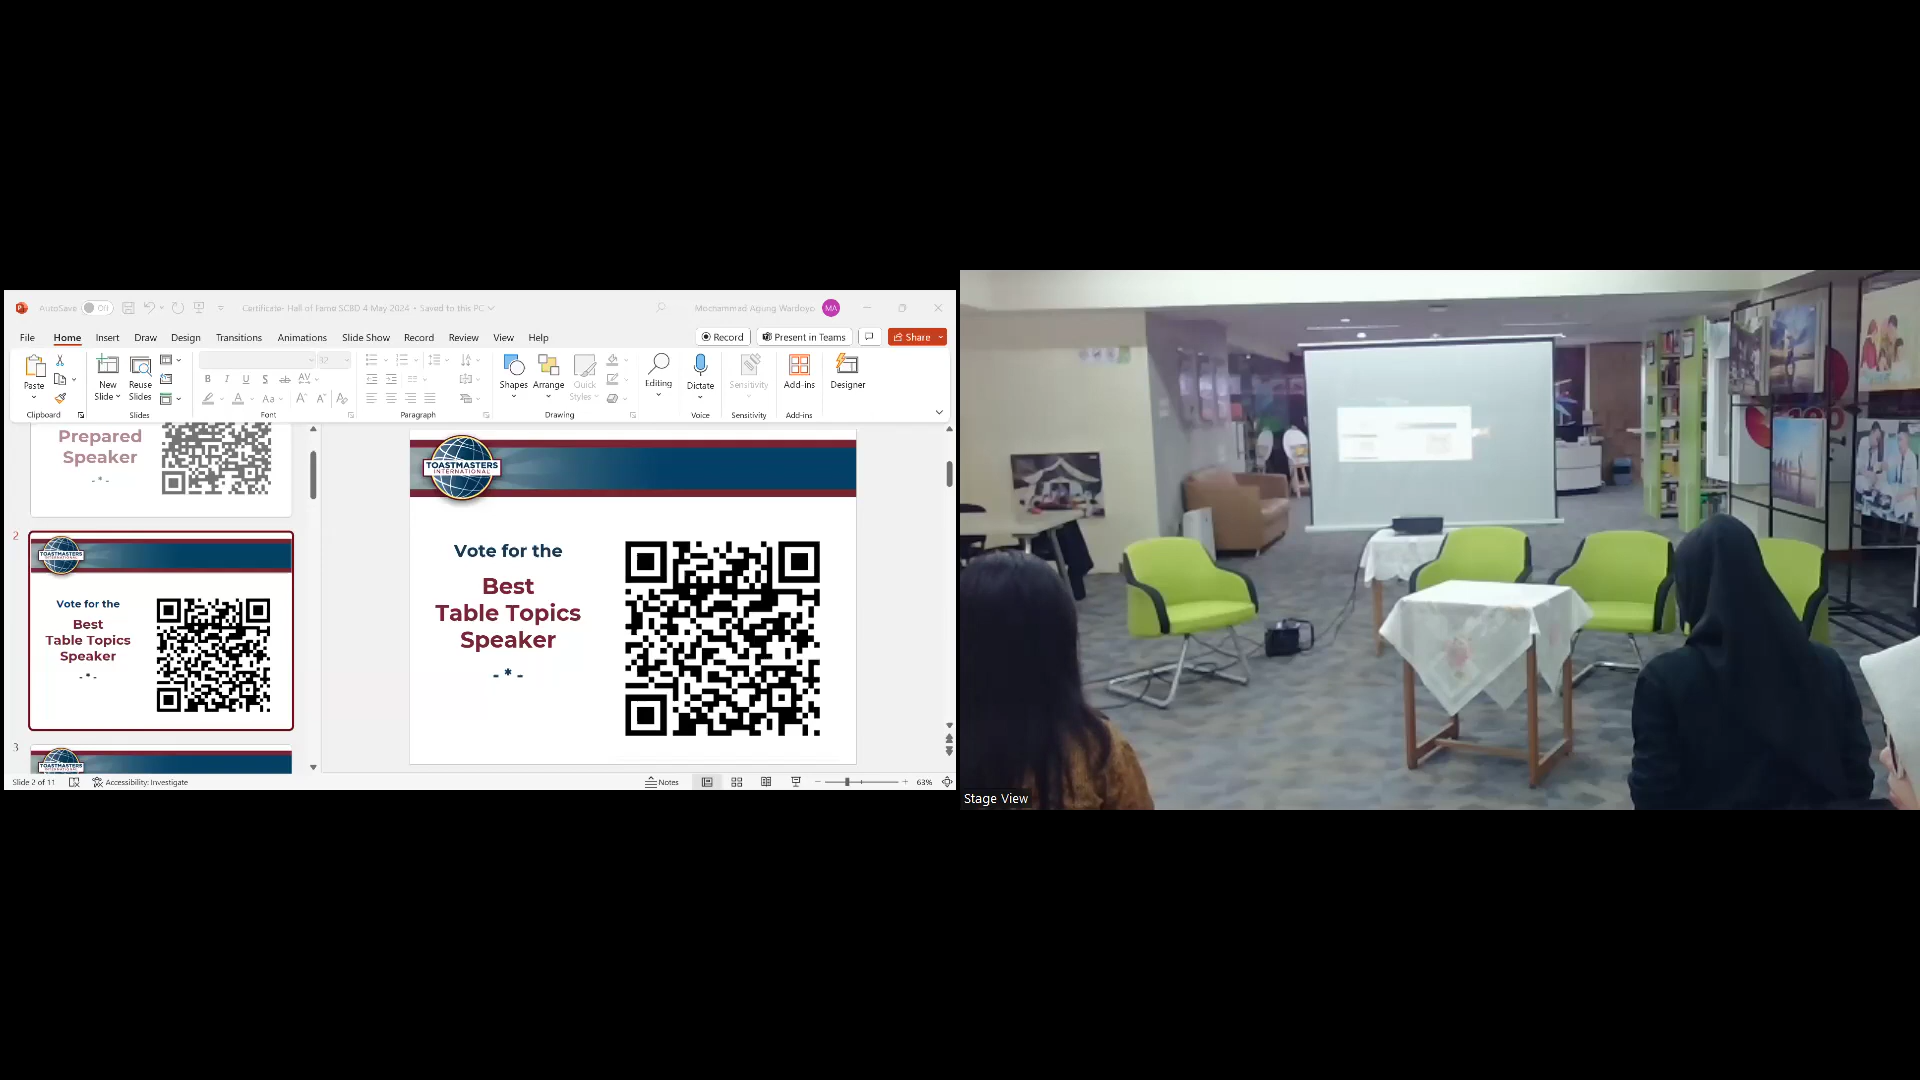 AutoSave Off
Certificate- Hall of Fame SCBD 4 May 2024 • Saved to this PC
Mochammad Agung Wardoyo MA
File Home Insert Draw Design Transitions Animations Slide Show Record Review View Help
Record Present in Teams Share
Paste New Slide Reuse Slides Shapes Arrange Quick Styles Editing Dictate Sensitivity Add-ins Designer
Clipboard Slides Font Paragraph Drawing Voice Sensitivity Add-ins
Prepared
Speaker
- * -
2
TOASTMASTERS
Vote for the
Best
Table Topics
Speaker
- * -
3
TOASTMASTERS
TOASTMASTERS
INTERNATIONAL
Vote for the
Best
Table Topics
Speaker
- * -
Slide 2 of 11 Accessibility: Investigate Notes 63%
Stage View